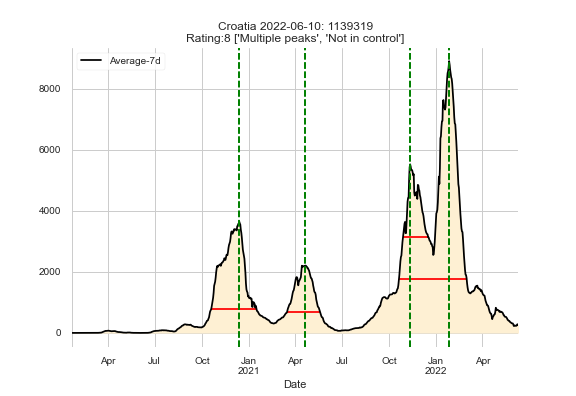 Croatia 2022-06-10: 1139319
Rating:8 ['Multiple peaks', 'Not in control']
Average-7d
8000
6000
4000
2000
0
Apr Jul Oct Jan Apr Jul Oct Jan Apr
2021 2022
Date